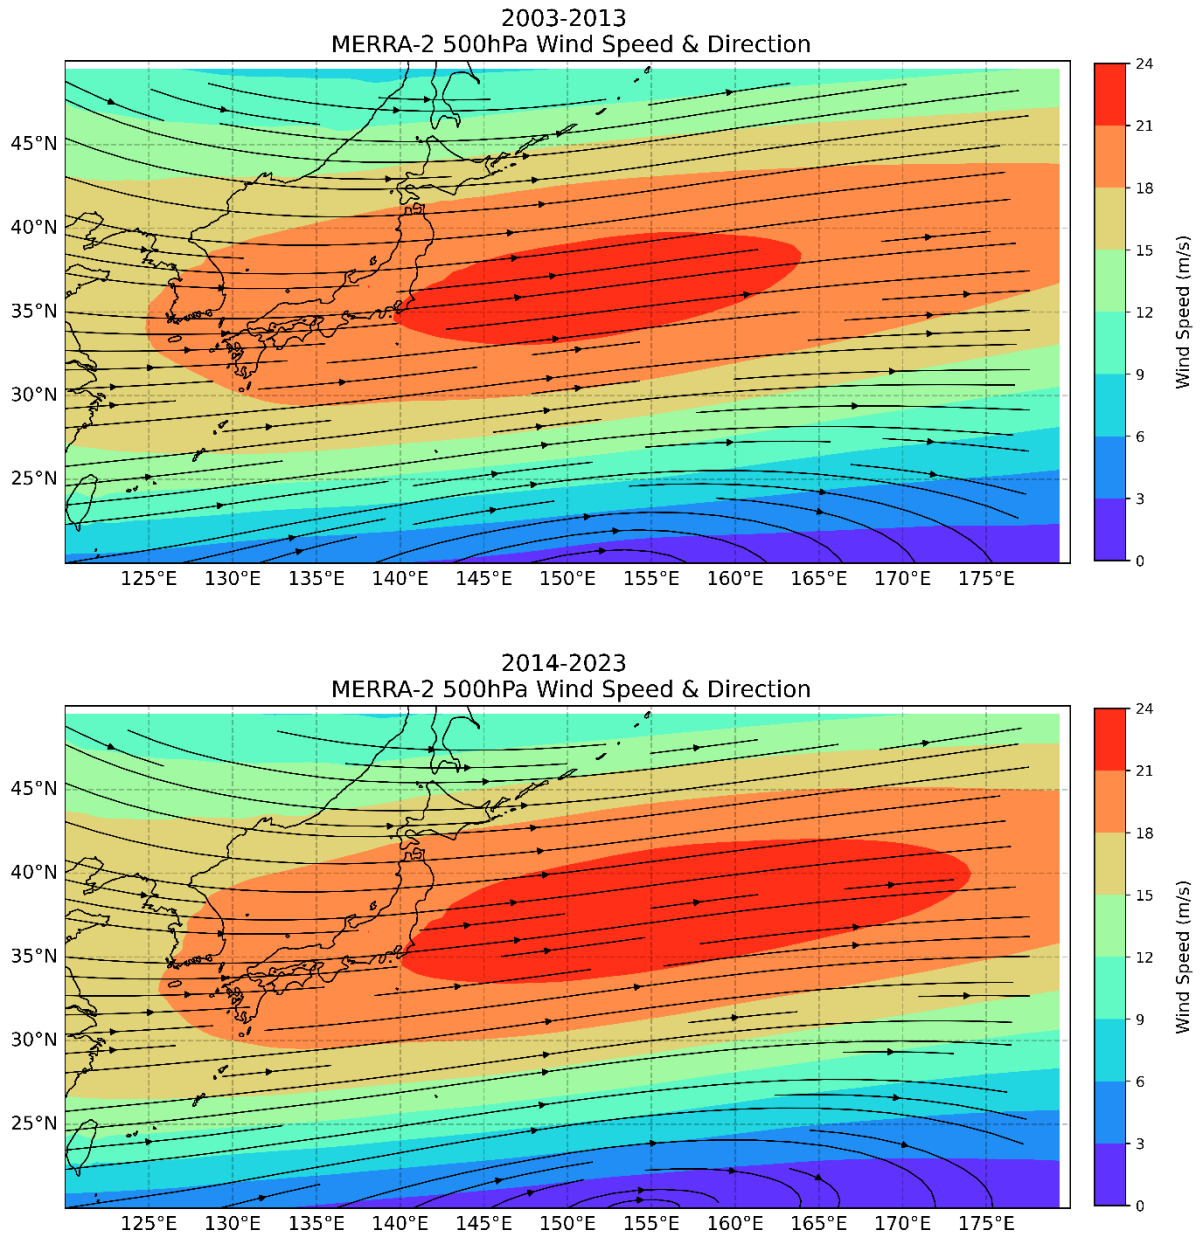 2003-2013
MERRA-2 500hPa Wind Speed & Direction
45°N
40°N
35°N
30°N
25°N
125°E 130°E 135°E 140°E 145°E 150°E 155°E 160°E 165°E 170°E 175°E
24
21
18
15
12
9
6
3
0
Wind Speed (m/s)
2014-2023
MERRA-2 500hPa Wind Speed & Direction
45°N
40°N
35°N
30°N
25°N
125°E 130°E 135°E 140°E 145°E 150°E 155°E 160°E 165°E 170°E 175°E
24
21
18
15
12
9
6
3
0
Wind Speed (m/s)